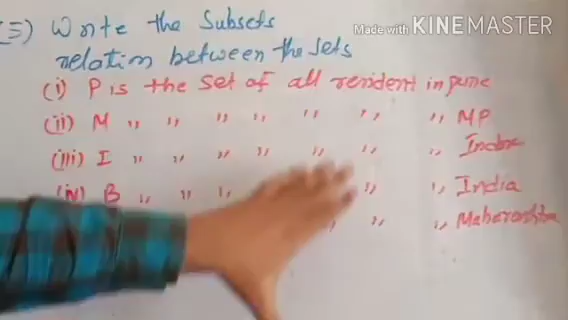 Made with KINEMASTER
(3) Write the Subsets
relation between the sets
(i) P is the set of all resident in pune
(ii) M ,, ,, ,, ,, ,, ,, ,, MP
(iii) I ,, ,, ,, ,, ,, ,, ,, Indore
(iv) B ,, ,, ,, ,, ,, India
,, ,, ,, Maharashtra